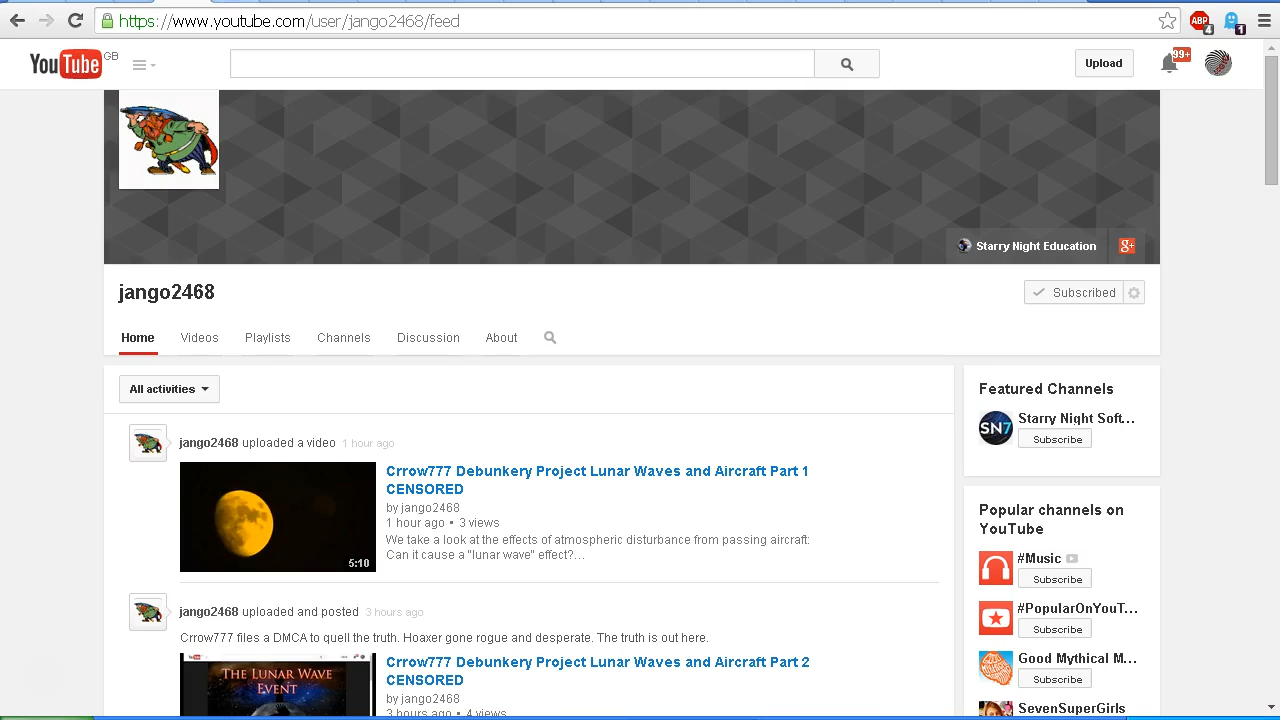 https://www.youtube.com/user/jango2468/feed
ABP
4
1
YouTube GB
Upload
99+
Starry Night Education
g+
jango2468
Subscribed
Home Videos Playlists Channels Discussion About
All activities
jango2468 uploaded a video 1 hour ago
5:10
Crrow777 Debunkery Project Lunar Waves and Aircraft Part 1
CENSORED
by jango2468
1 hour ago • 3 views
We take a look at the effects of atmospheric disturbance from passing aircraft:
Can it cause a "lunar wave" effect?...
jango2468 uploaded and posted 3 hours ago
Crrow777 files a DMCA to quell the truth. Hoaxer gone rogue and desperate. The truth is out here.
THE LUNAR WAVE
EVENT
Crrow777 Debunkery Project Lunar Waves and Aircraft Part 2
CENSORED
by jango2468
3 hours ago • 4 views
Featured Channels
SN7
Starry Night Soft...
Subscribe
Popular channels on
YouTube
#Music
Subscribe
#PopularOnYouT...
Subscribe
Good Mythical M...
Subscribe
SevenSuperGirls